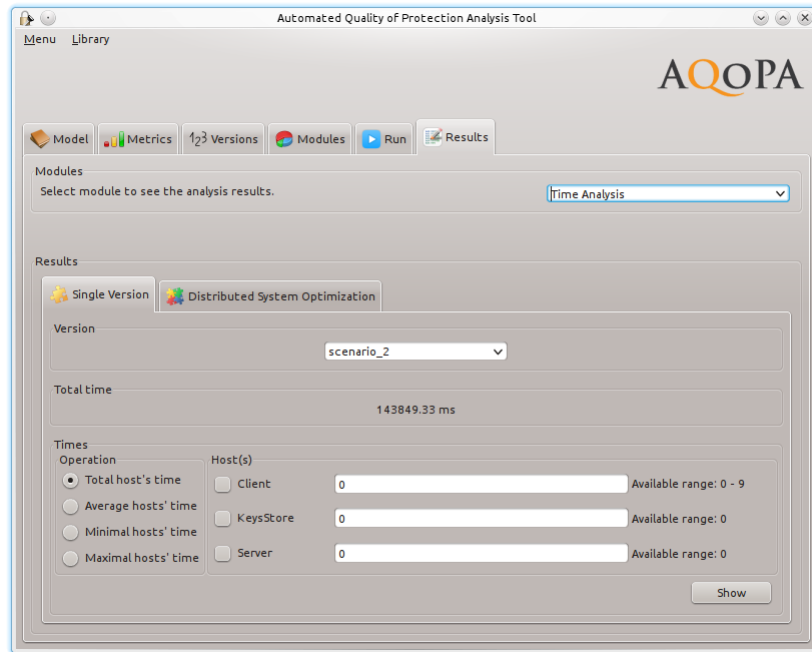 Automated Quality of Protection Analysis Tool
Menu Library
AQoPA
Model Metrics 123 Versions Modules Run Results
Modules
Select module to see the analysis results. Time Analysis
Results
Single Version Distributed System Optimization
Version
scenario_2
Total time
143849.33 ms
Times
Operation Host(s)
Total host's time Client 0 Available range: 0 - 9
Average hosts' time
KeysStore 0 Available range: 0
Minimal hosts' time
Maximal hosts' time Server 0 Available range: 0
Show